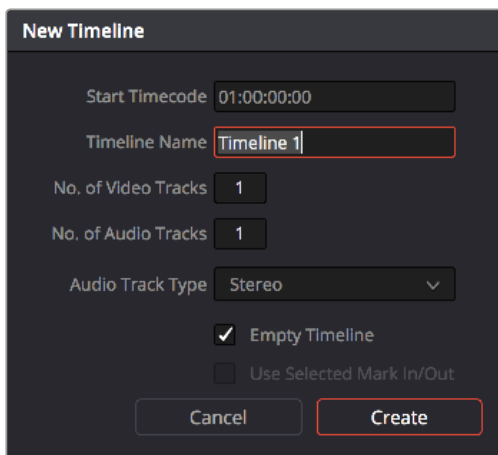 New Timeline
Start Timecode 01:00:00:00
Timeline Name Timeline 1
No. of Video Tracks 1
No. of Audio Tracks 1
Audio Track Type Stereo
Empty Timeline
Use Selected Mark In/Out
Cancel Create